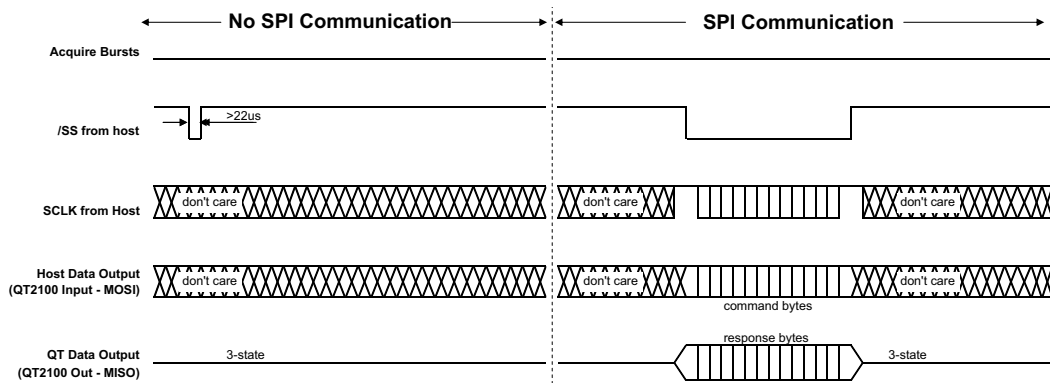 No SPI Communication
SPI Communication
Acquire Bursts
>22us
/SS from host
don't care
don't care
don't care
SCLK from Host
don't care
don't care
don't care
Host Data Output
(QT2100 Input - MOSI)
command bytes
response bytes
3-state
3-state
QT Data Output
(QT2100 Out - MISO)